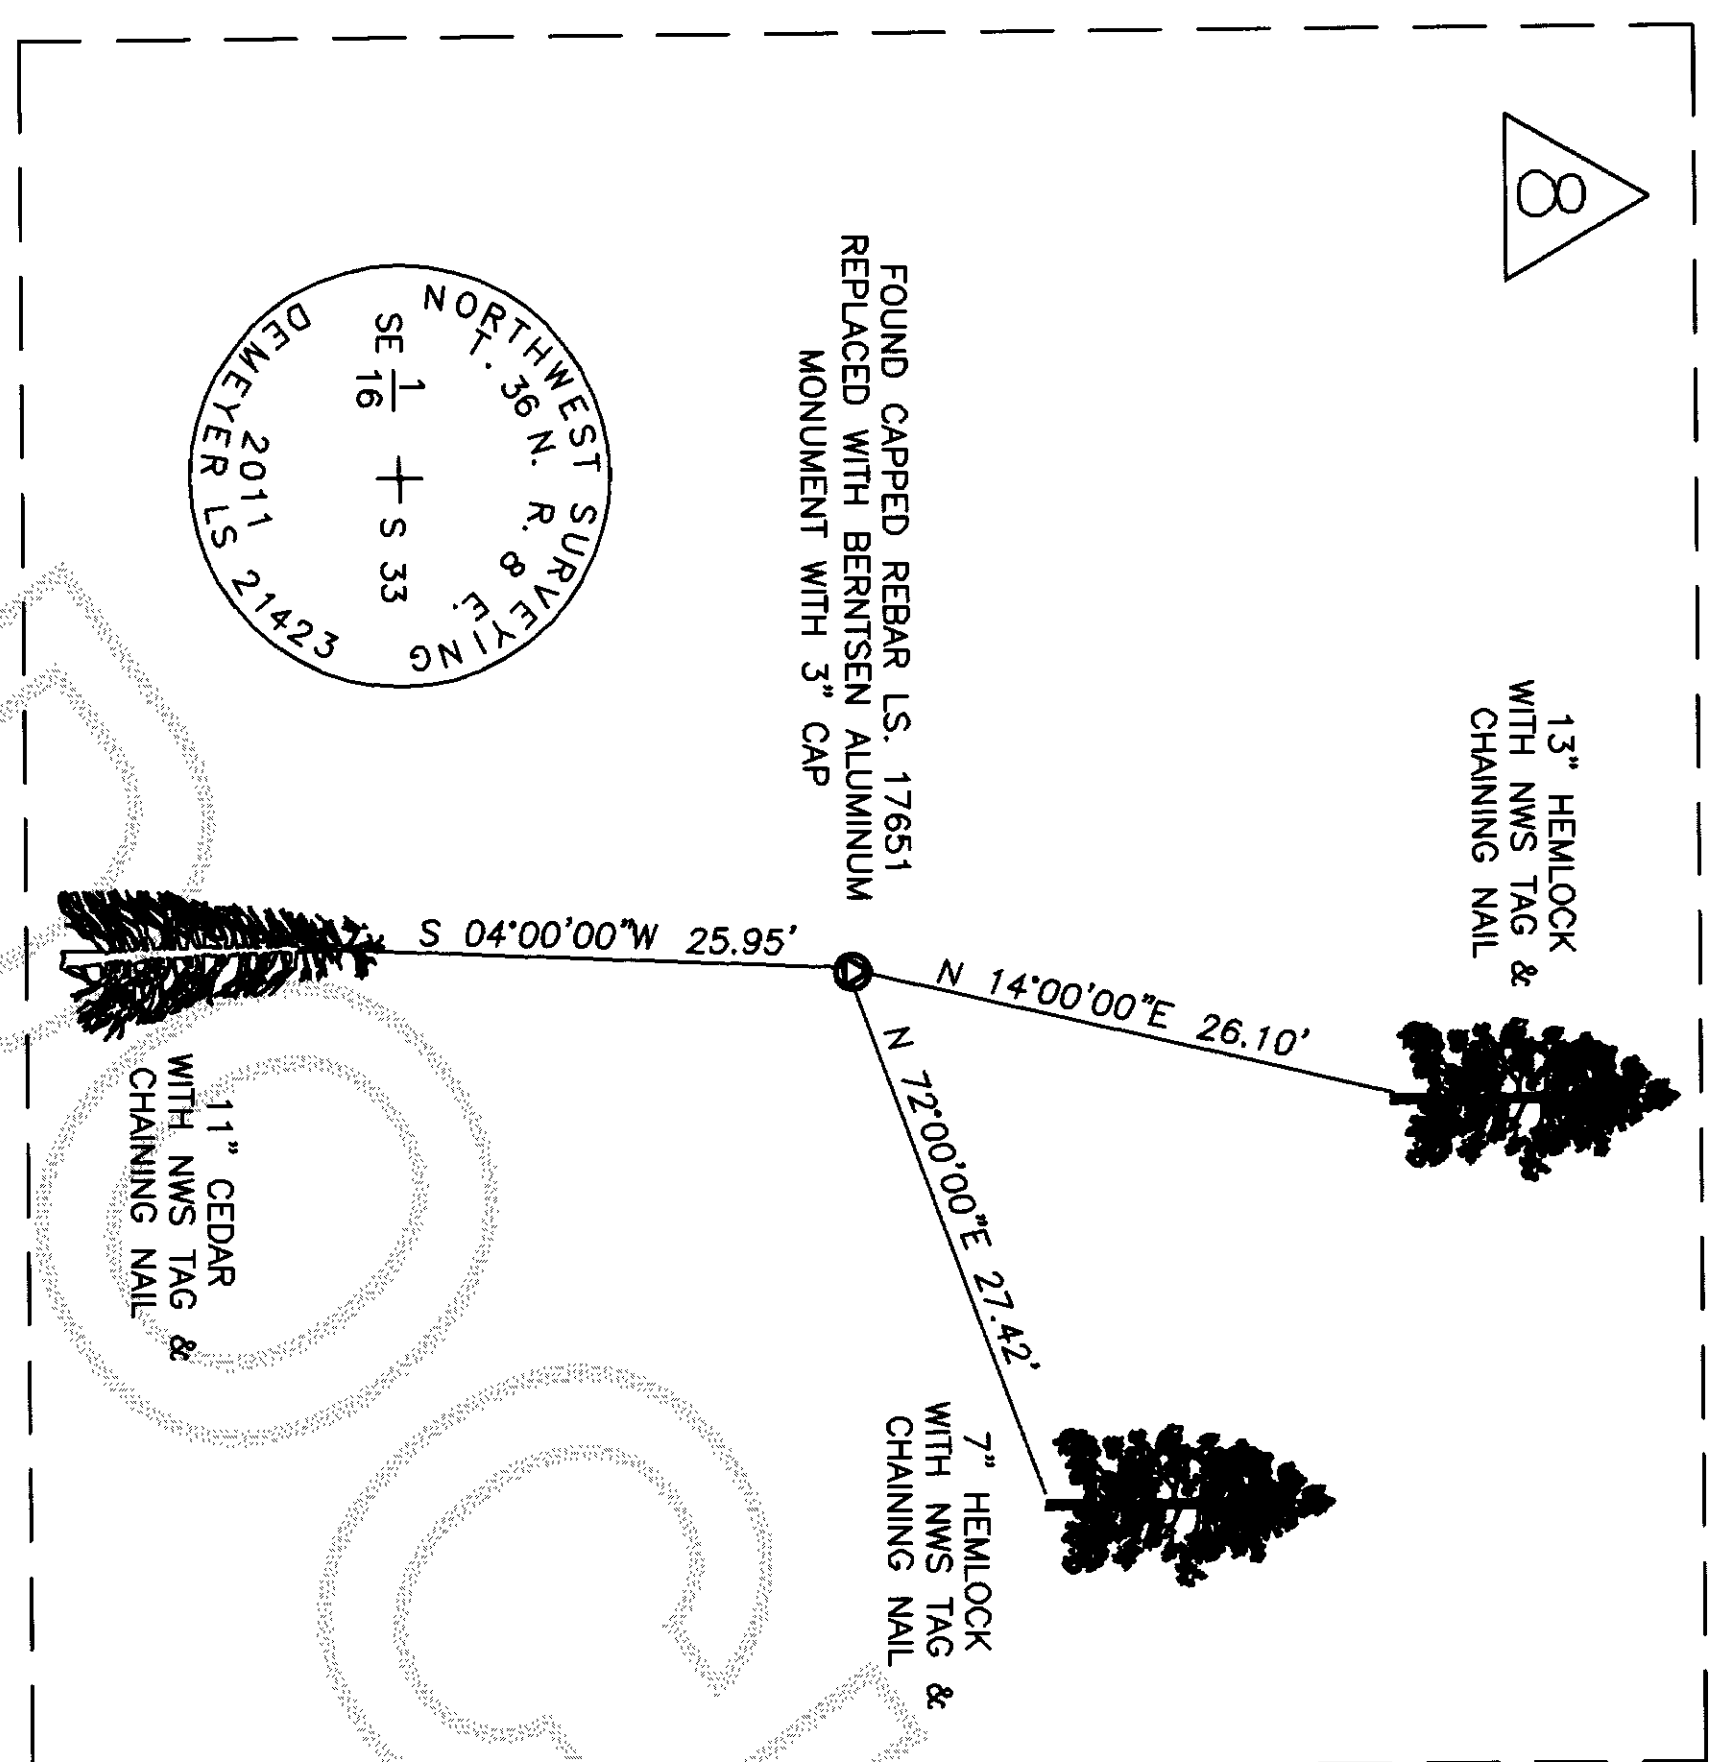 8
13" HEMLOCK
WITH NWS TAG &
CHAINING NAIL
N 14°00'00"E 26.10'
7" HEMLOCK
WITH NWS TAG &
CHAINING NAIL
N 72°00'00"E 27.42'
FOUND CAPPED REBAR LS. 17651
REPLACED WITH BERNTSEN ALUMINUM
MONUMENT WITH 3" CAP
S 04°00'00"W 25.95'
NORTHWEST SURVEYING
T. 36 N. R. 8 E.
SE 1/16 S 33
2011
DEMEYER LS 21423
11" CEDAR
WITH NWS TAG &
CHAINING NAIL